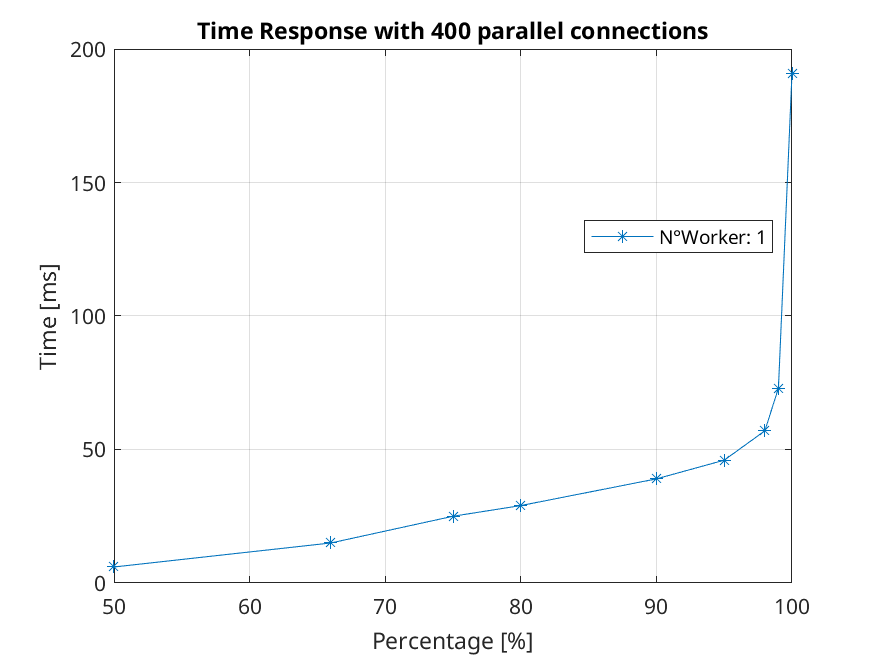 Time Response with 400 parallel connections
200
150
100
50
0
Time [ms]
N°Worker: 1
50 60 70 80 90 100
Percentage [%]